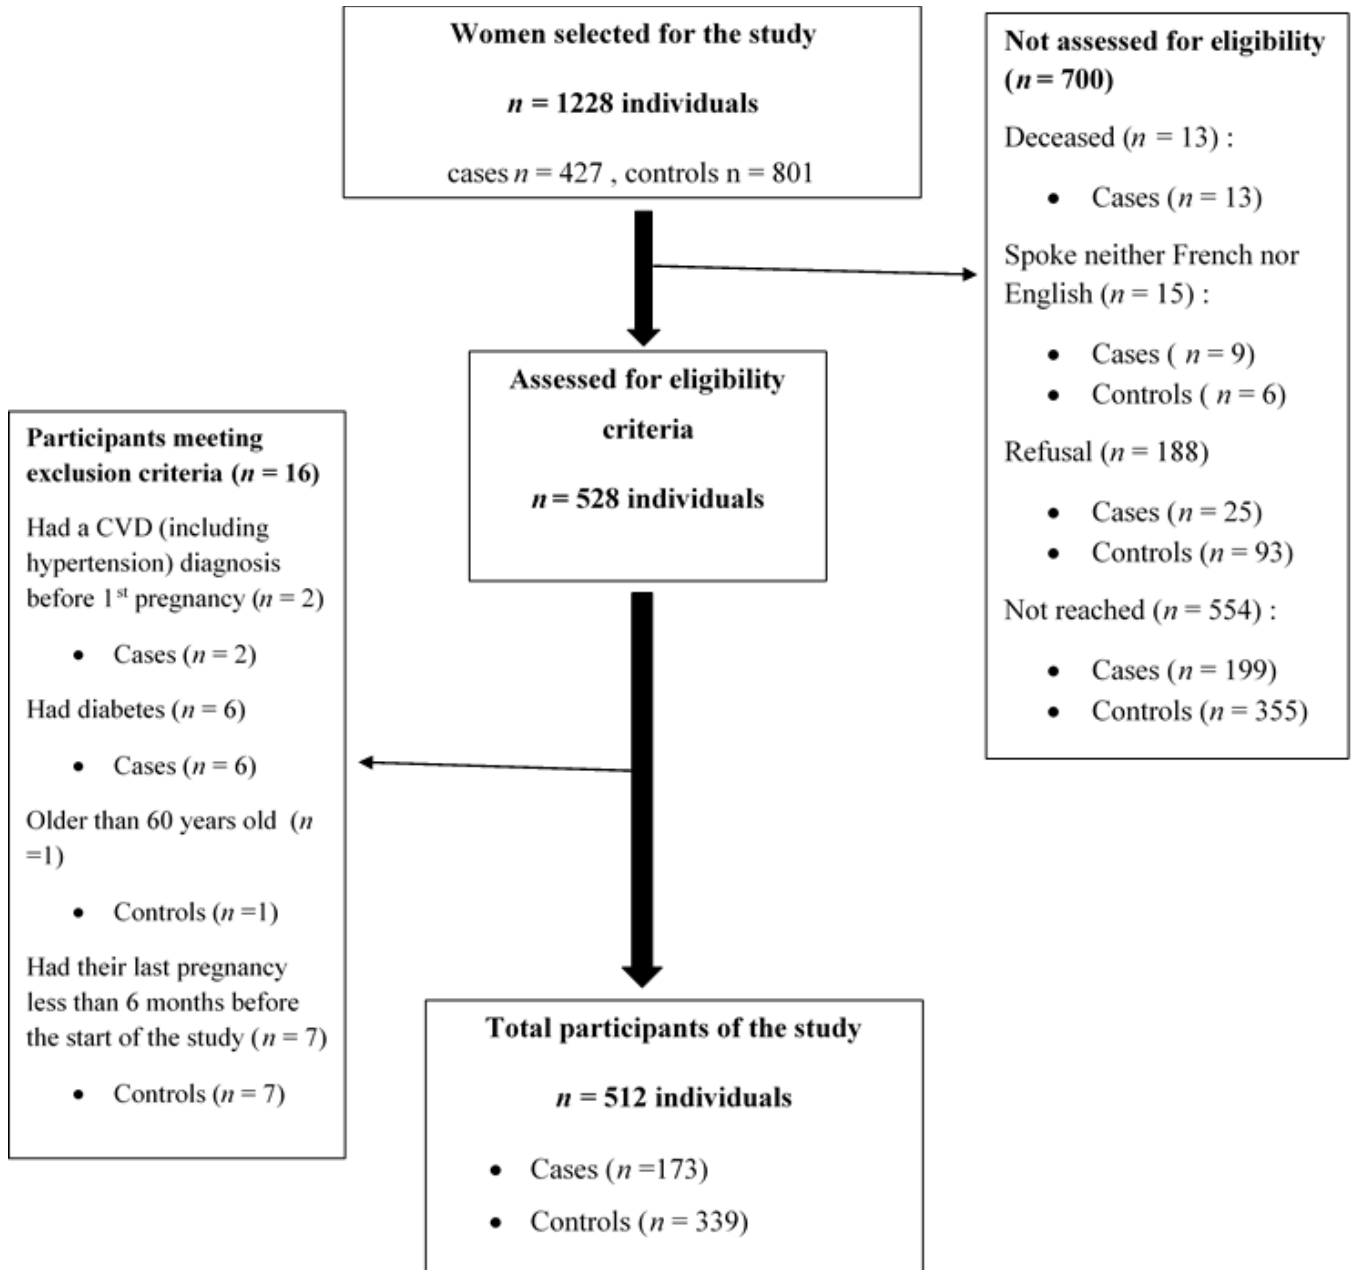 Women selected for the study
n = 1228 individuals
cases n = 427 , controls n = 801
Not assessed for eligibility
(n = 700)
Deceased (n = 13) :
• Cases (n = 13)
Spoke neither French nor
English (n = 15) :
• Cases ( n = 9)
• Controls ( n = 6)
Refusal (n = 188)
• Cases (n = 25)
• Controls (n = 93)
Not reached (n = 554) :
• Cases (n = 199)
• Controls (n = 355)
Assessed for eligibility
criteria
n = 528 individuals
Participants meeting
exclusion criteria (n = 16)
Had a CVD (including
hypertension) diagnosis
before 1st pregnancy (n = 2)
• Cases (n = 2)
Had diabetes (n = 6)
• Cases (n = 6)
Older than 60 years old (n
=1)
• Controls (n =1)
Had their last pregnancy
less than 6 months before
the start of the study (n = 7)
• Controls (n = 7)
Total participants of the study
n = 512 individuals
• Cases (n =173)
• Controls (n = 339)